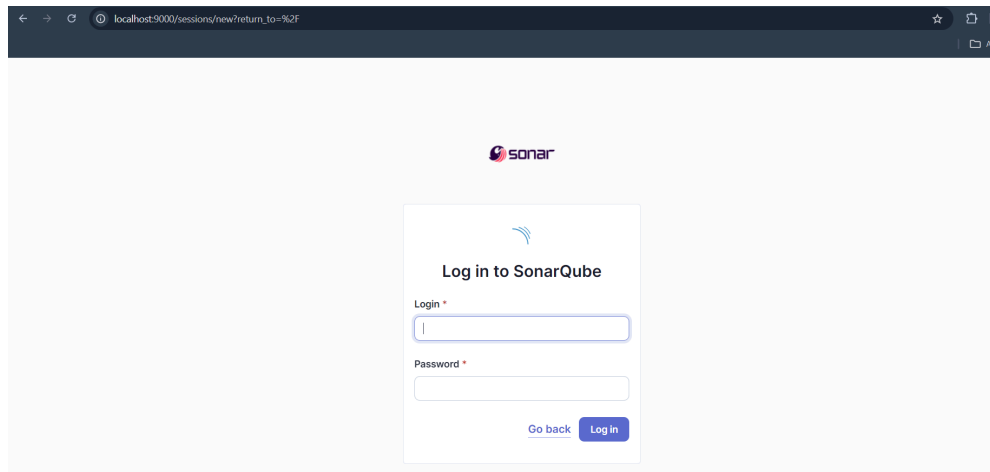 localhost:9000/sessions/new?return_to=%2F
A
sonar
Log in to SonarQube
Login *
Password *
Go back Log in